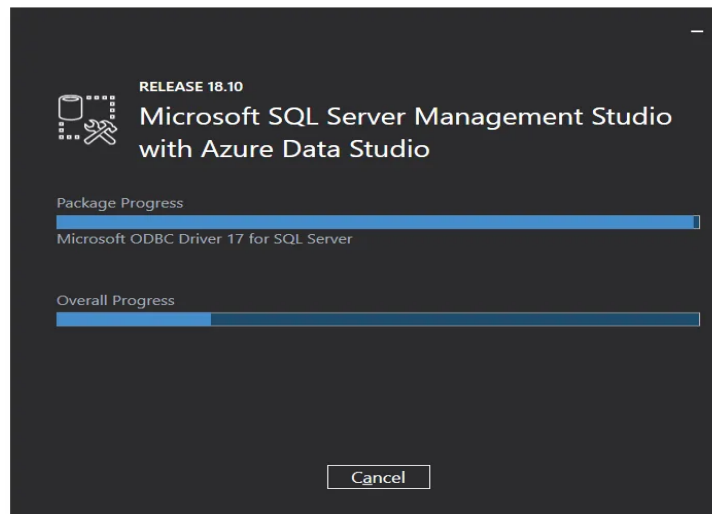 RELEASE 18.10
Microsoft SQL Server Management Studio
with Azure Data Studio
Package Progress
Microsoft ODBC Driver 17 for SQL Server
Overall Progress
Cancel